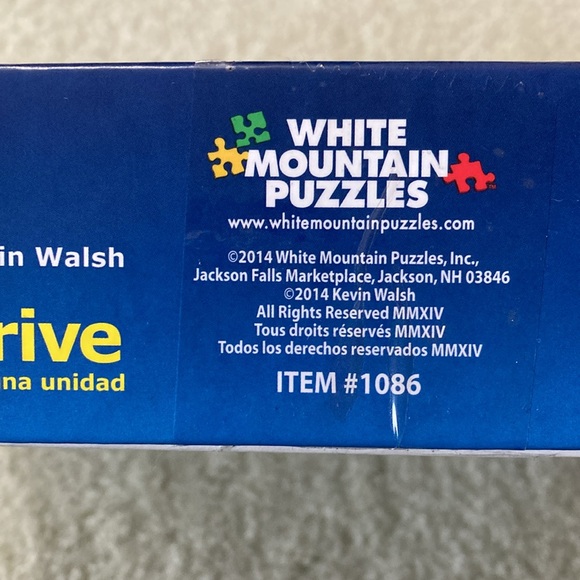 WHITE
MOUNTAIN
PUZZLES
™
www.whitemountainpuzzles.com
©2014 White Mountain Puzzles, Inc.,
Jackson Falls Marketplace, Jackson, NH 03846
©2014 Kevin Walsh
All Rights Reserved MMXIV
Tous droits réservés MMXIV
Todos los derechos reservados MMXIV
ITEM #1086
in Walsh
rive
una unidad